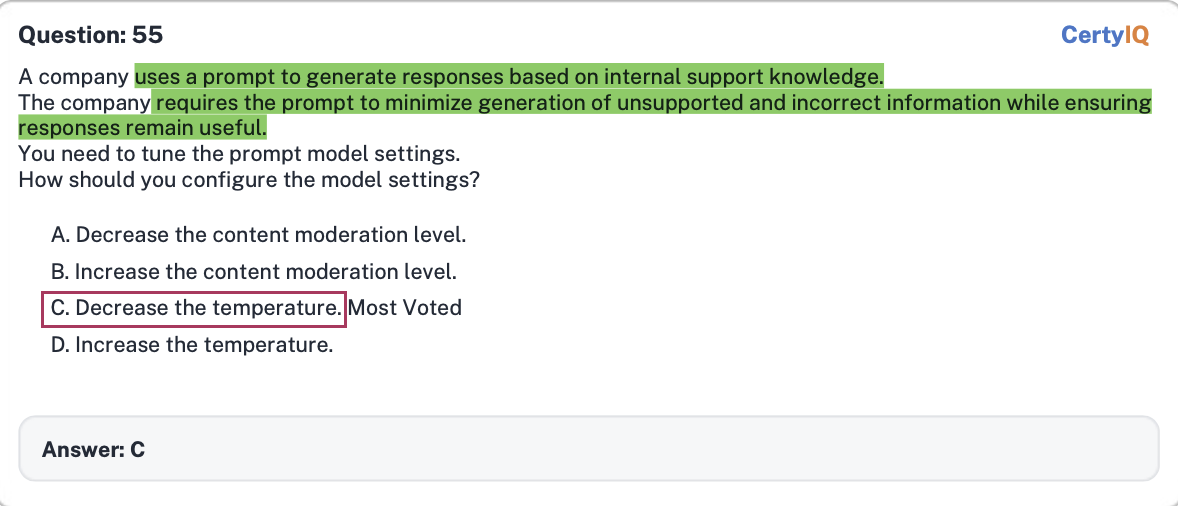 Question: 55
CertyIQ
A company uses a prompt to generate responses based on internal support knowledge.
The company requires the prompt to minimize generation of unsupported and incorrect information while ensuring
responses remain useful.
You need to tune the prompt model settings.
How should you configure the model settings?
A. Decrease the content moderation level.
B. Increase the content moderation level.
C. Decrease the temperature. Most Voted
D. Increase the temperature.
Answer: C